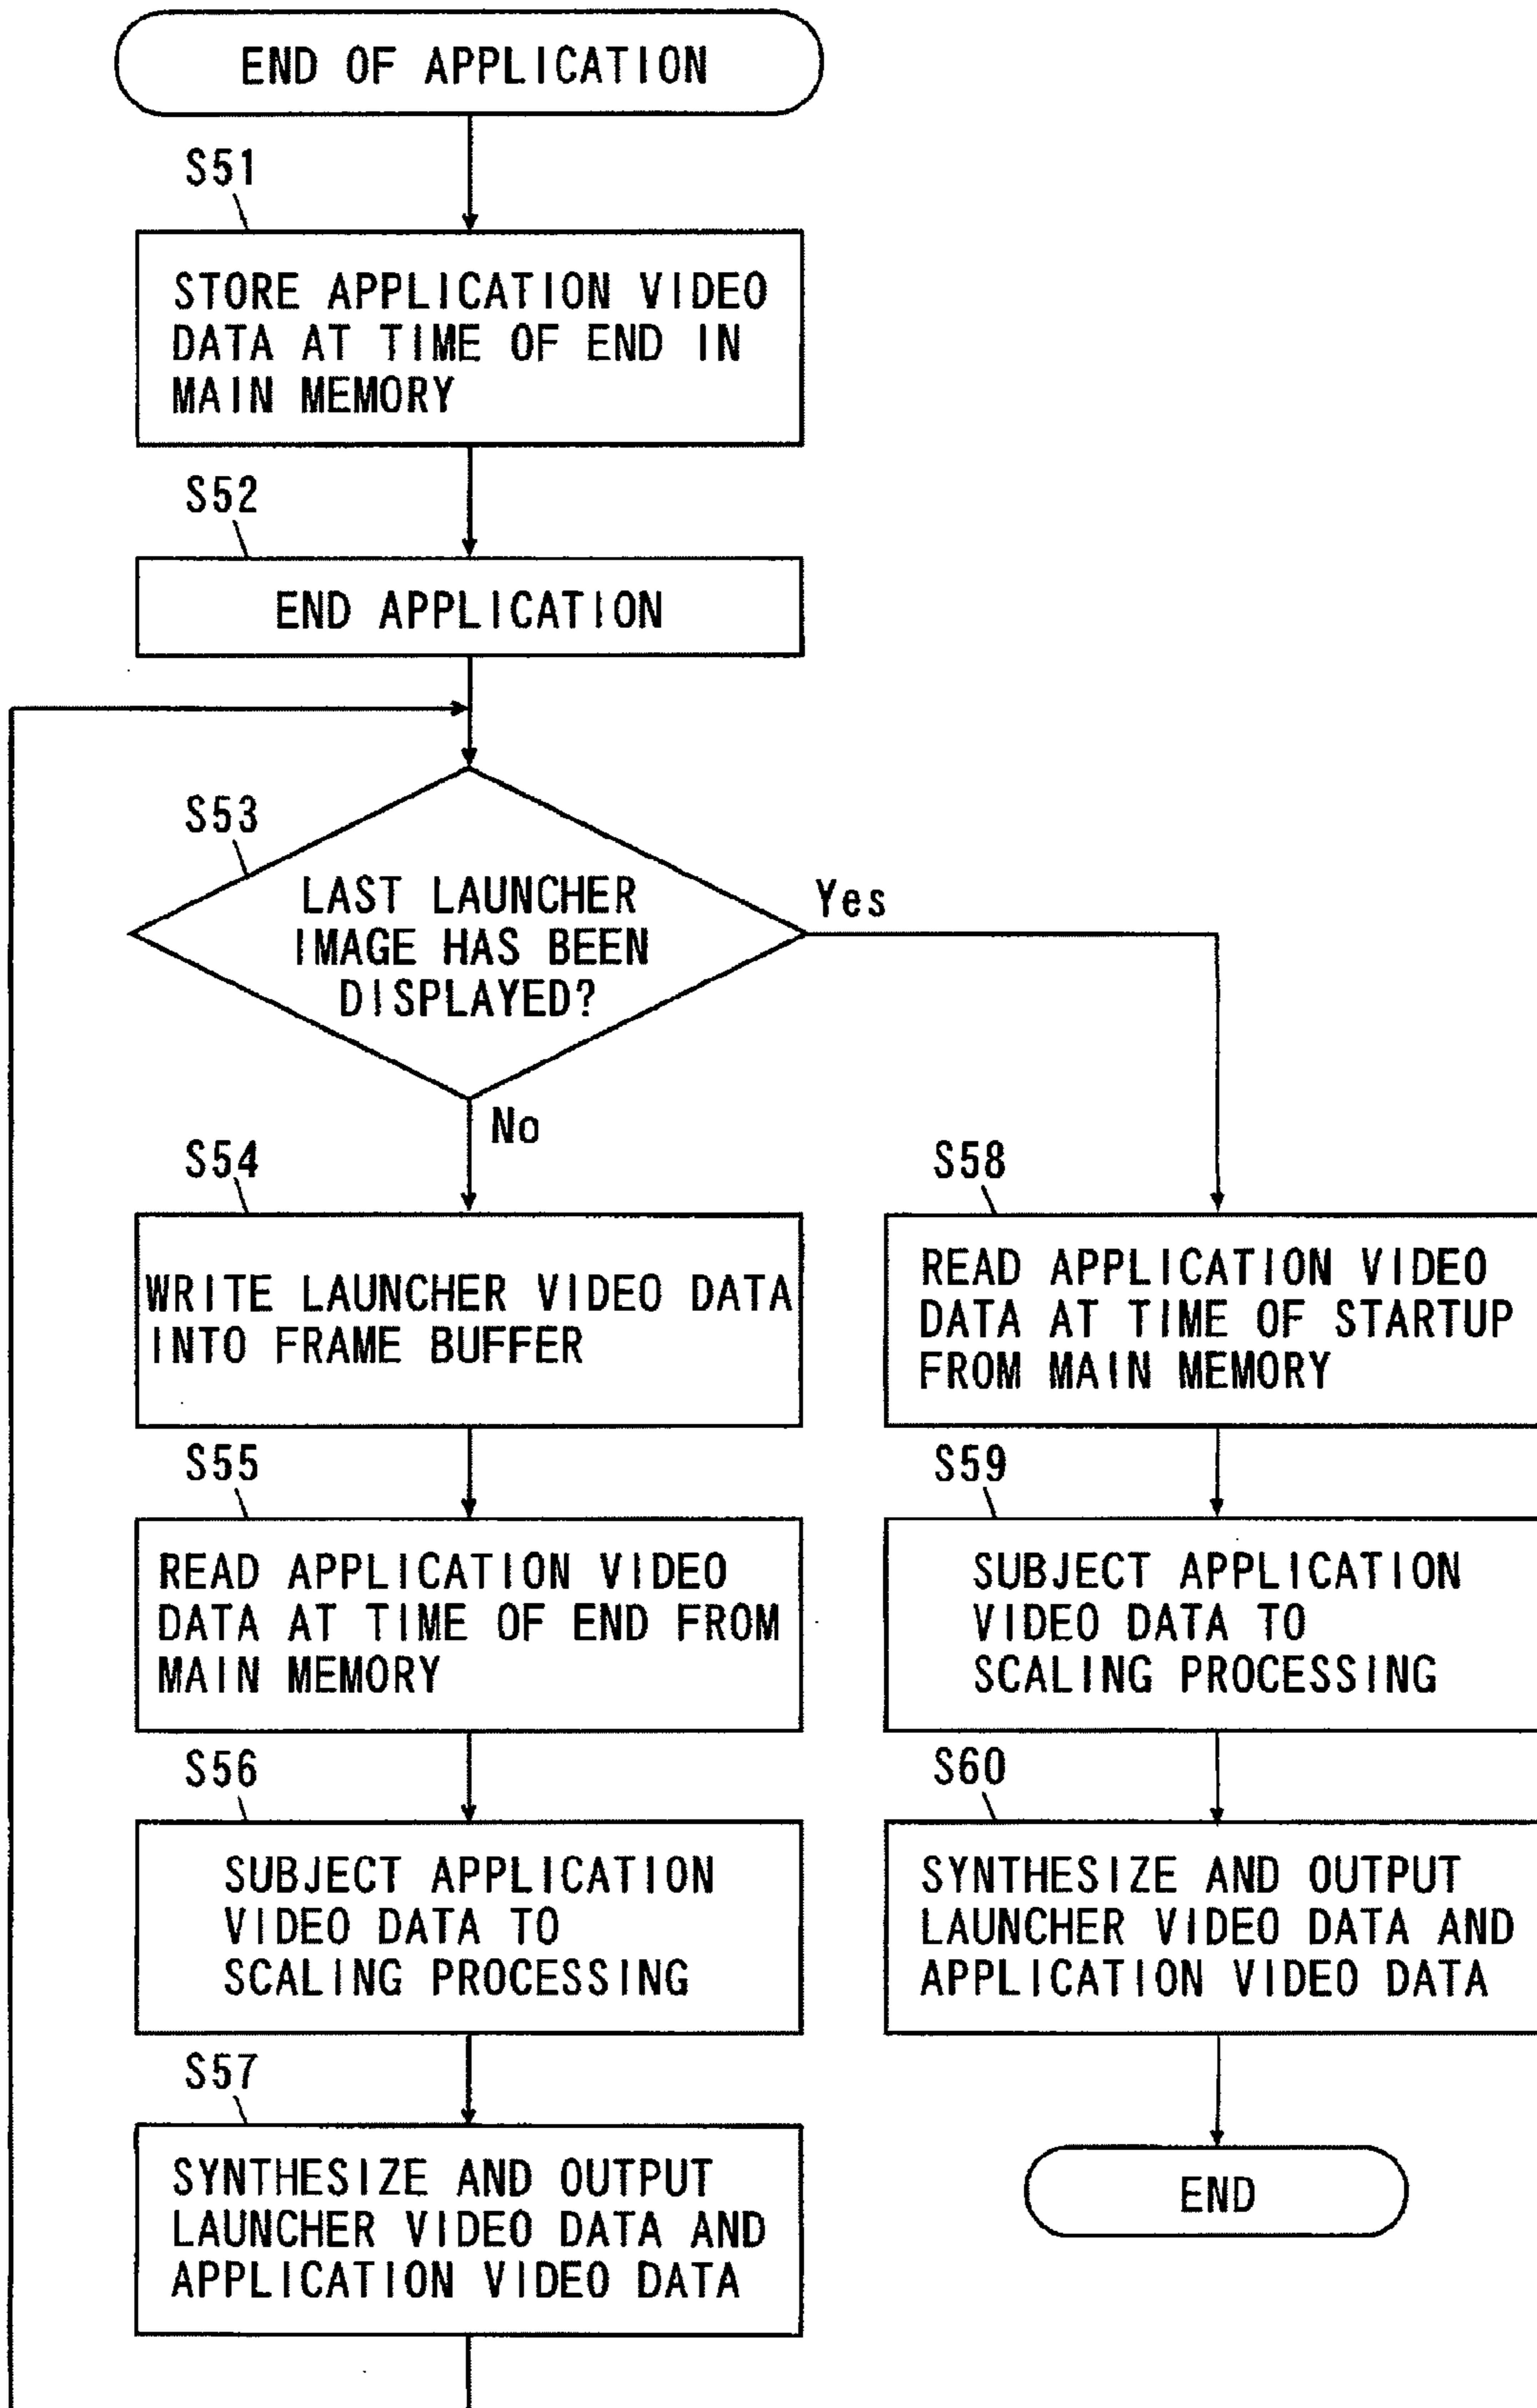 END OF APPLICATION
S51
STORE APPLICATION VIDEO
DATA AT TIME OF END IN
MAIN MEMORY
S52
END APPLICATION
S53
LAST LAUNCHER
IMAGE HAS BEEN
DISPLAYED?
Yes
No
S54
WRITE LAUNCHER VIDEO DATA
INTO FRAME BUFFER
S55
READ APPLICATION VIDEO
DATA AT TIME OF END FROM
MAIN MEMORY
S56
SUBJECT APPLICATION
VIDEO DATA TO
SCALING PROCESSING
S57
SYNTHESIZE AND OUTPUT
LAUNCHER VIDEO DATA AND
APPLICATION VIDEO DATA
S58
READ APPLICATION VIDEO
DATA AT TIME OF STARTUP
FROM MAIN MEMORY
S59
SUBJECT APPLICATION
VIDEO DATA TO
SCALING PROCESSING
S60
SYNTHESIZE AND OUTPUT
LAUNCHER VIDEO DATA AND
APPLICATION VIDEO DATA
END